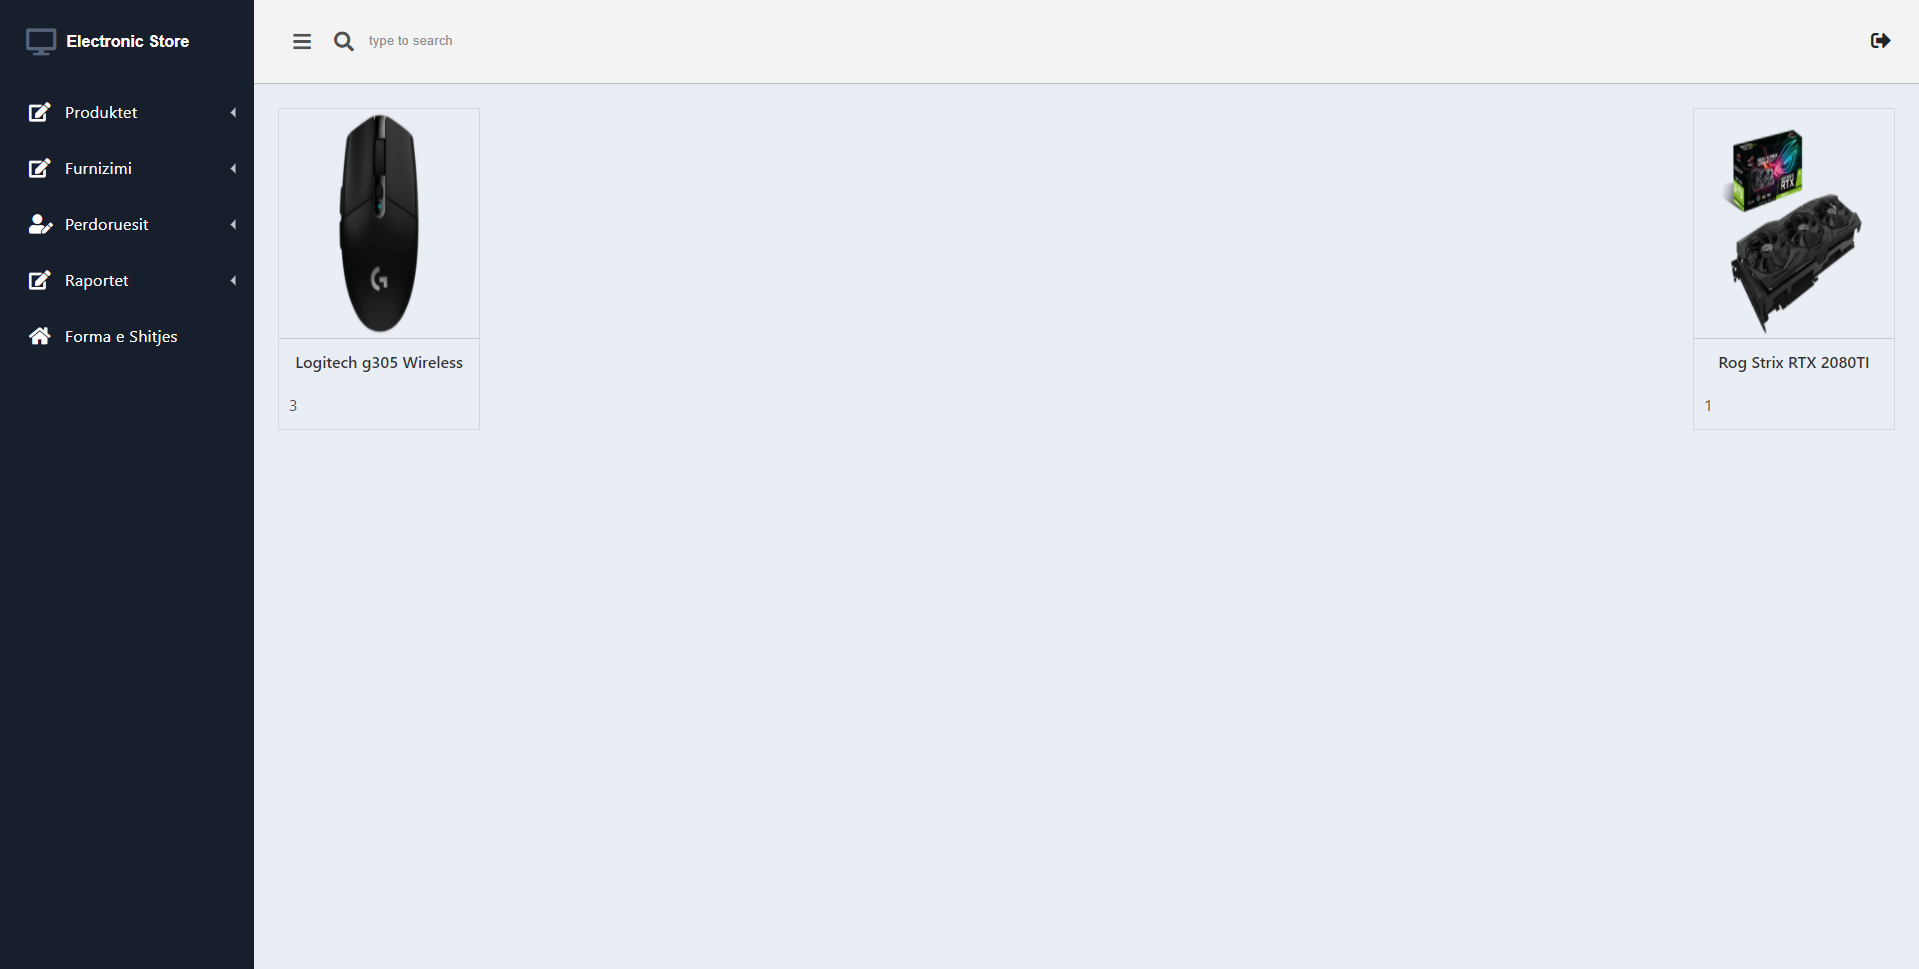 Electronic Store
type to search
Produktet
Furnizimi
Perdoruesit
Raportet
Forma e Shitjes
Logitech g305 Wireless
3
RTX
Rog Strix RTX 2080TI
1